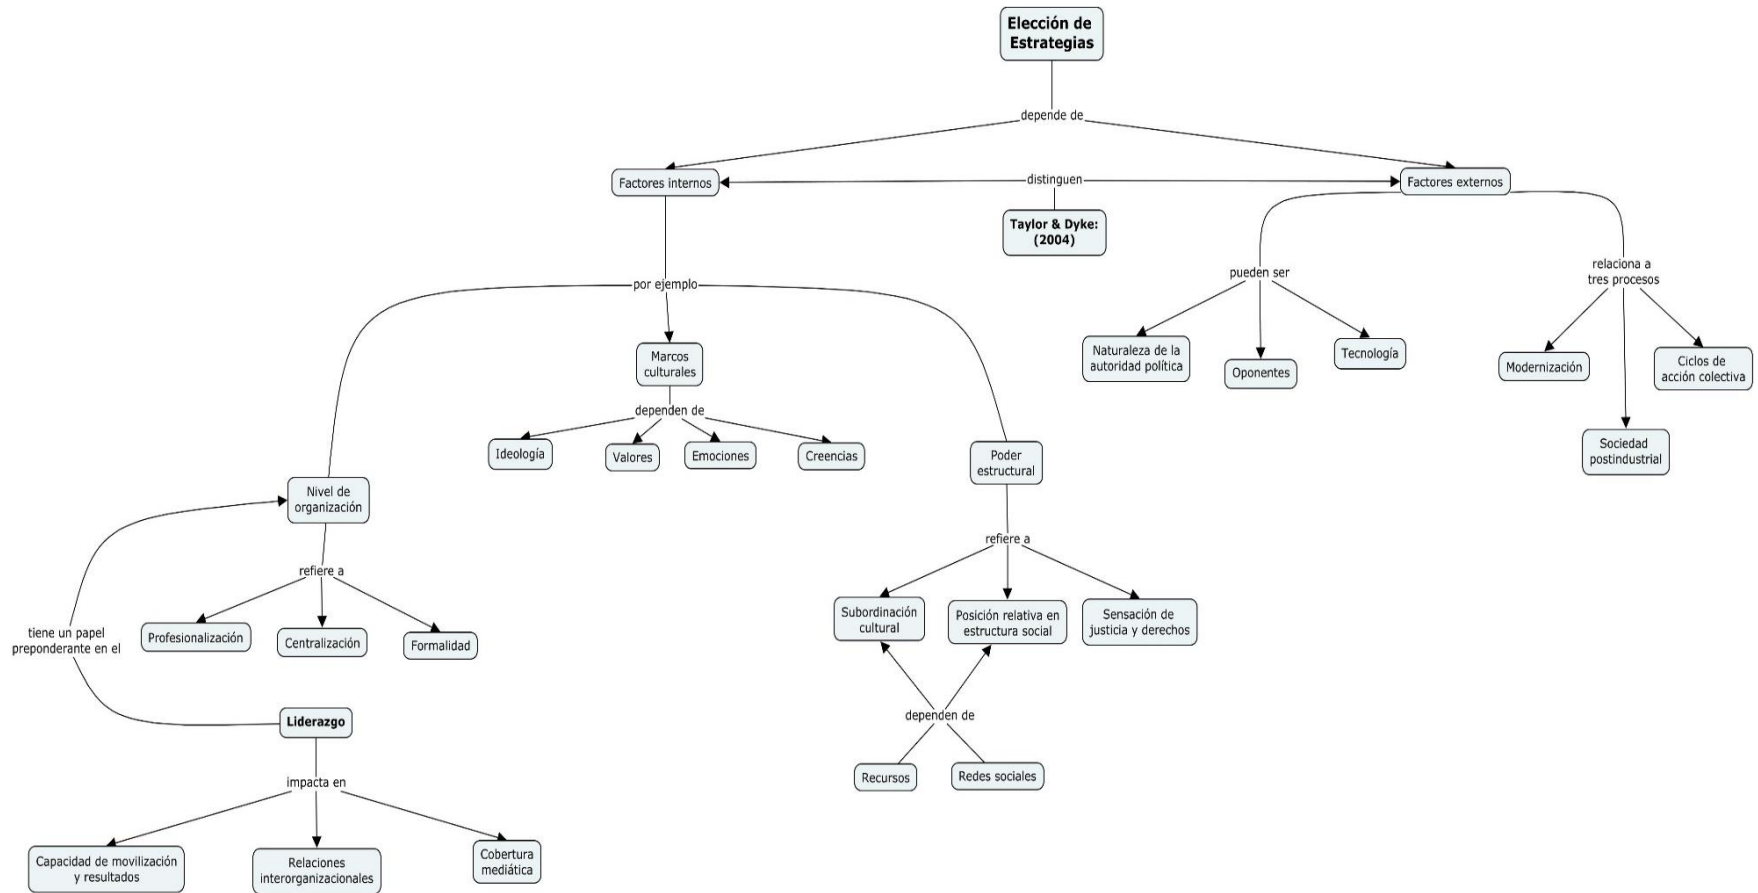 Elección de
Estrategias
depende de
Factores internos
distinguen
Factores externos
Taylor & Dyke:
(2004)
por ejemplo
pueden ser
relaciona a
tres procesos
Marcos
culturales
Naturaleza de la
autoridad política
Oponentes
Tecnología
Modernización
Ciclos de
acción colectiva
Sociedad
postindustrial
dependen de
Ideología
Valores
Emociones
Creencias
Poder
estructural
Nivel de
organización
refiere a
Profesionalización
Centralización
Formalidad
refiere a
Subordinación
cultural
Posición relativa en
estructura social
Sensación de
justicia y derechos
tiene un papel
preponderante en el
dependen de
Recursos
Redes sociales
Liderazgo
impacta en
Capacidad de movilización
y resultados
Relaciones
interorganizacionales
Cobertura
mediática